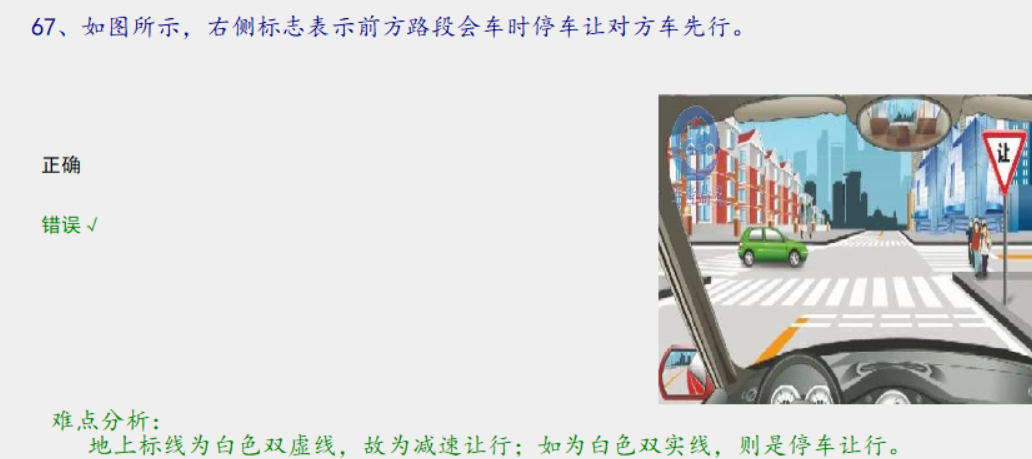 67、如图所示，右侧标志表示前方路段会车时停车让对方车先行。
让
正确
错误 √
难点分析：
地上标线为白色双虚线，故为减速让行；如为白色双实线，则是停车让行。